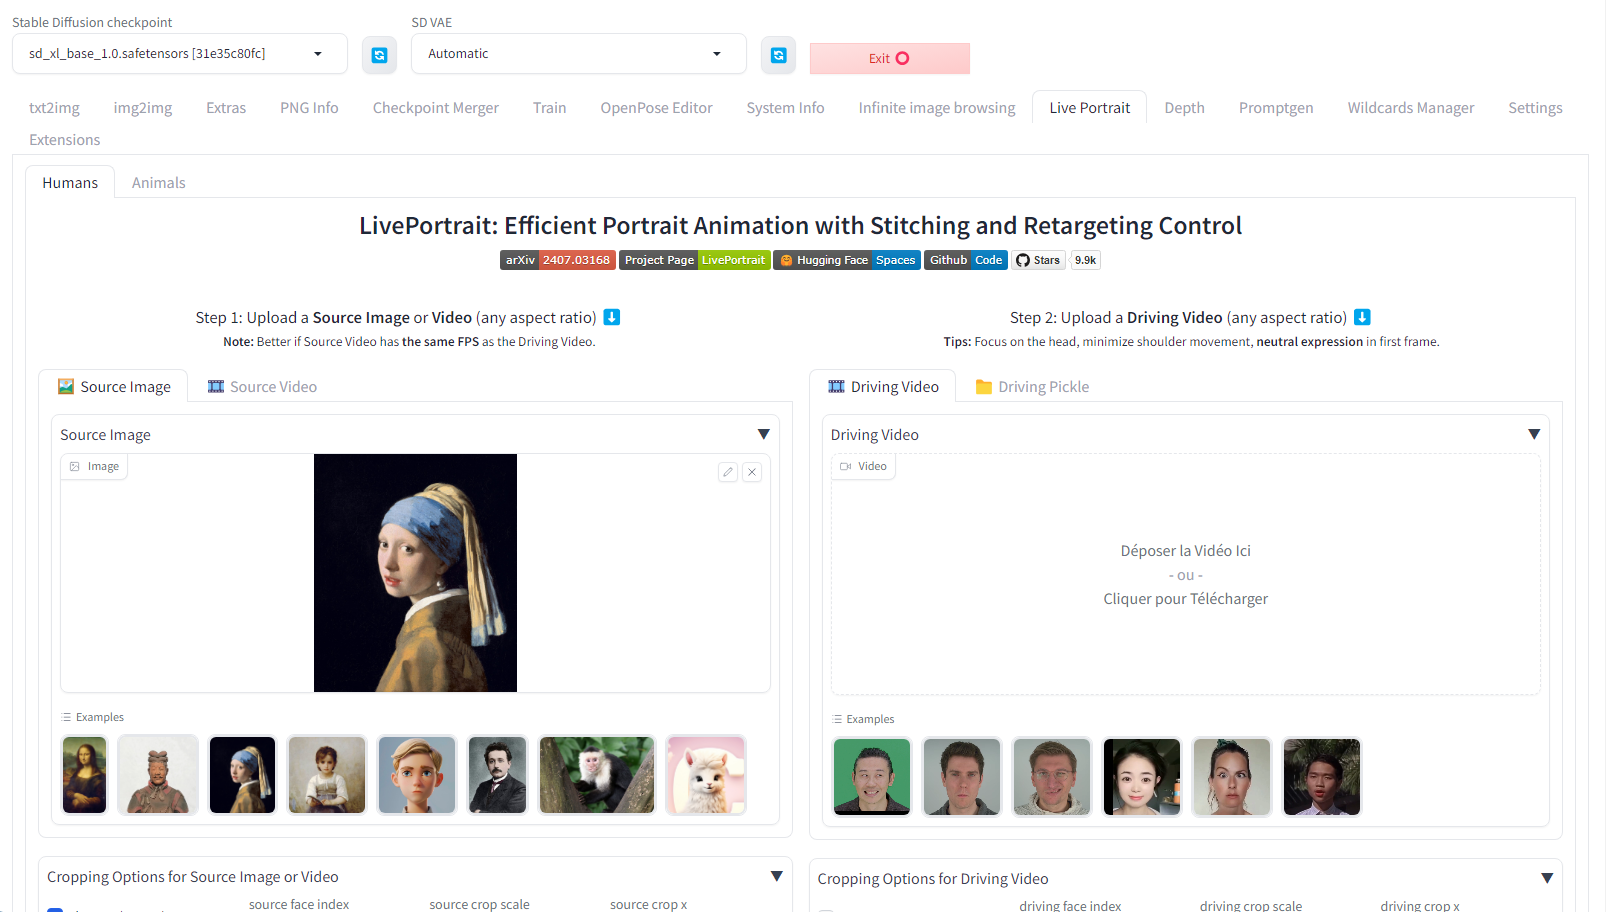 Stable Diffusion checkpoint
SD VAE
sd_xl_base_1.0.safetensors [31e35c80fc]
Automatic
Exit
txt2img img2img Extras PNG Info Checkpoint Merger Train OpenPose Editor System Info Infinite image browsing Live Portrait Depth Promptgen Wildcards Manager Settings
Extensions
Humans Animals
LivePortrait: Efficient Portrait Animation with Stitching and Retargeting Control
arXiv 2407.03168 Project Page LivePortrait Hugging Face Spaces Github Code Stars 9.9k
Step 1: Upload a Source Image or Video (any aspect ratio)
Note: Better if Source Video has the same FPS as the Driving Video.
Source Image Source Video
Source Image
Image
Examples
Cropping Options for Source Image or Video
source face index source crop scale source crop x
Step 2: Upload a Driving Video (any aspect ratio)
Tips: Focus on the head, minimize shoulder movement, neutral expression in first frame.
Driving Video Driving Pickle
Driving Video
Video
Déposer la Vidéo Ici
- ou -
Cliquer pour Télécharger
Examples
Cropping Options for Driving Video
driving face index driving crop scale driving crop x